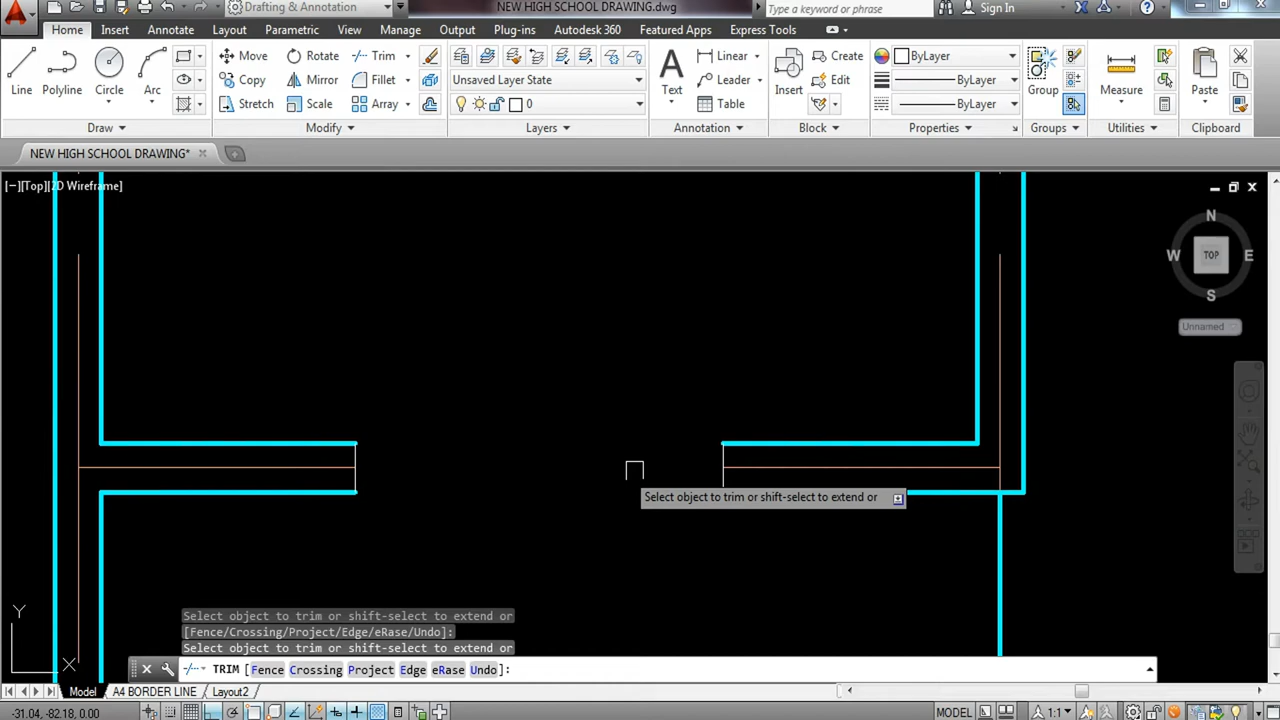 Drafting & Annotation
NEW HIGH SCHOOL DRAWING.dwg
Type a keyword or phrase
Sign In
Home Insert Annotate Layout Parametric View Manage Output Plug-ins Autodesk 360 Featured Apps Express Tools
Line Polyline Circle Arc
Move Rotate Trim
Copy Mirror Fillet
Stretch Scale Array
Unsaved Layer State
0
Text
Linear
Leader
Table
Insert
Create
Edit
ByLayer
ByLayer
ByLayer
Group
Measure
Paste
Draw Modify Layers Annotation Block Properties Groups Utilities Clipboard
NEW HIGH SCHOOL DRAWING*
[−][Top][2D Wireframe]
N
W TOP E
S
Unnamed
Select object to trim or shift-select to extend or
Y
X
Select object to trim or shift-select to extend or
[Fence/Crossing/Project/Edge/eRase/Undo]:
Select object to trim or shift-select to extend or
TRIM [Fence Crossing Project Edge eRase Undo]:
Model A4 BORDER LINE Layout2
-31.04, -82.18, 0.00
MODEL
1:1